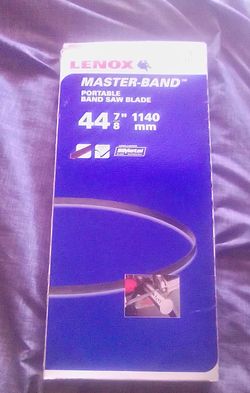 LENOX
MASTER-BAND™
PORTABLE
BAND SAW BLADE
44 7/8" 1140 mm